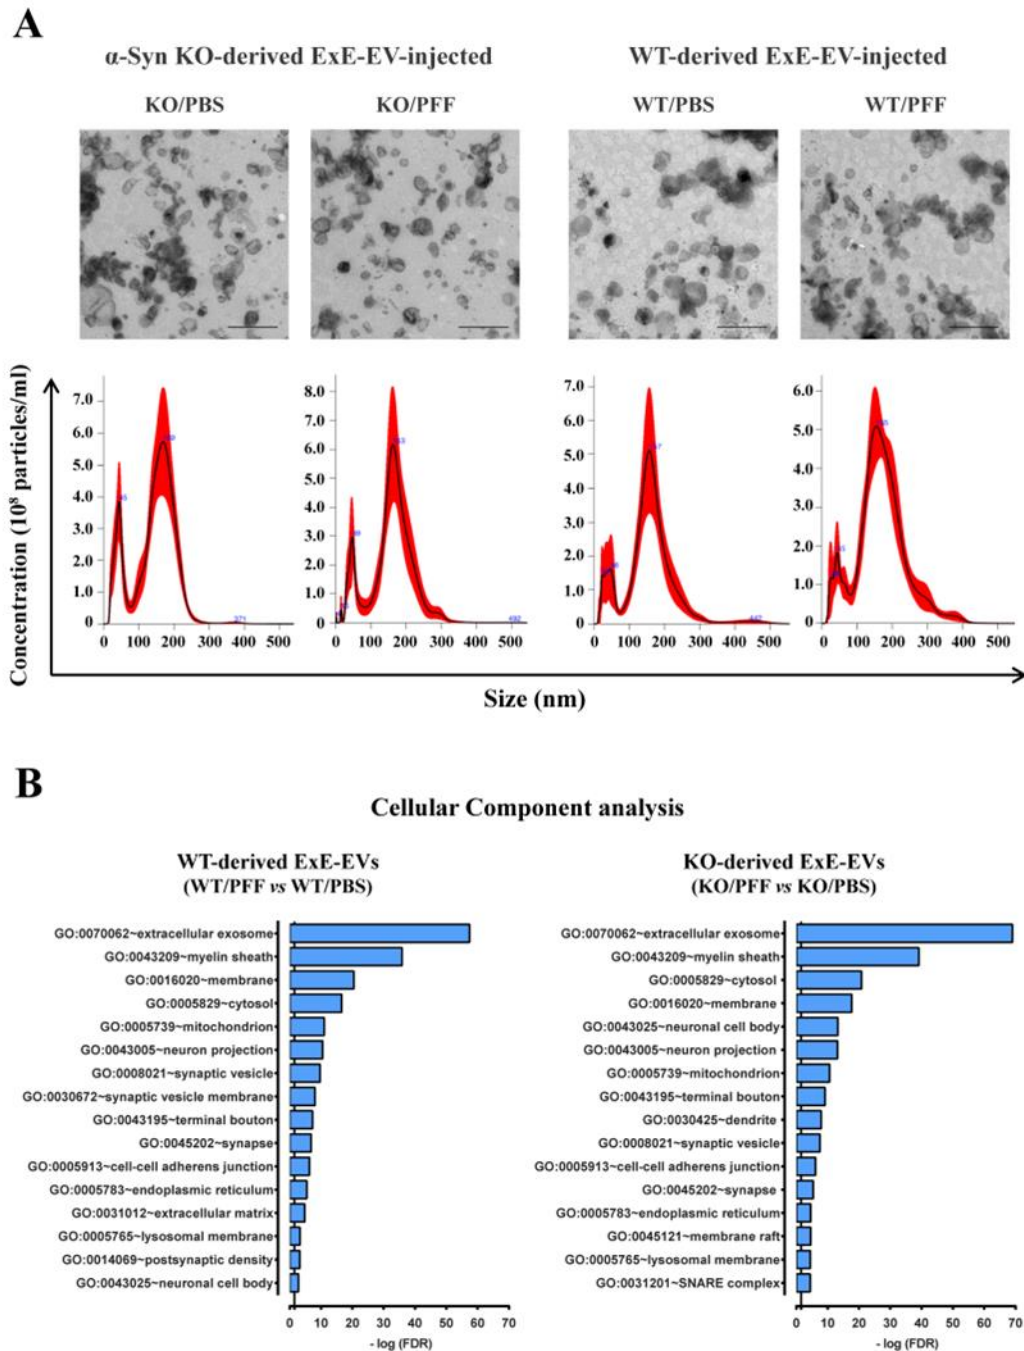 A
α-Syn KO-derived ExE-EV-injected
WT-derived ExE-EV-injected
KO/PBS
KO/PFF
WT/PBS
WT/PFF
Concentration (10⁸ particles/ml)
7.0
6.0
5.0
4.0
3.0
2.0
1.0
0
0 100 200 300 400 500
371
8.0
6.0
4.0
2.0
1.0
0
0 100 200 300 400 500
492
7.0
6.0
5.0
4.0
3.0
2.0
1.0
0
0 100 200 300 400 500
447
6.0
5.0
4.0
3.0
2.0
1.0
0
0 100 200 300 400 500
Size (nm)
B
Cellular Component analysis
WT-derived ExE-EVs
(WT/PFF vs WT/PBS)
GO:0070062~extracellular exosome
GO:0043209~myelin sheath
GO:0016020~membrane
GO:0005829~cytosol
GO:0005739~mitochondrion
GO:0043005~neuron projection
GO:0008021~synaptic vesicle
GO:0030672~synaptic vesicle membrane
GO:0043195~terminal bouton
GO:0045202~synapse
GO:0005913~cell-cell adherens junction
GO:0005783~endoplasmic reticulum
GO:0031012~extracellular matrix
GO:0005765~lysosomal membrane
GO:0014069~postsynaptic density
GO:0043025~neuronal cell body
0 10 20 30 40 50 60 70
- log (FDR)
KO-derived ExE-EVs
(KO/PFF vs KO/PBS)
GO:0070062~extracellular exosome
GO:0043209~myelin sheath
GO:0005829~cytosol
GO:0016020~membrane
GO:0043025~neuronal cell body
GO:0043005~neuron projection
GO:0005739~mitochondrion
GO:0043195~terminal bouton
GO:0030425~dendrite
GO:0008021~synaptic vesicle
GO:0005913~cell-cell adherens junction
GO:0045202~synapse
GO:0005783~endoplasmic reticulum
GO:0045121~membrane raft
GO:0005765~lysosomal membrane
GO:0031201~SNARE complex
0 10 20 30 40 50 60 70
- log (FDR)